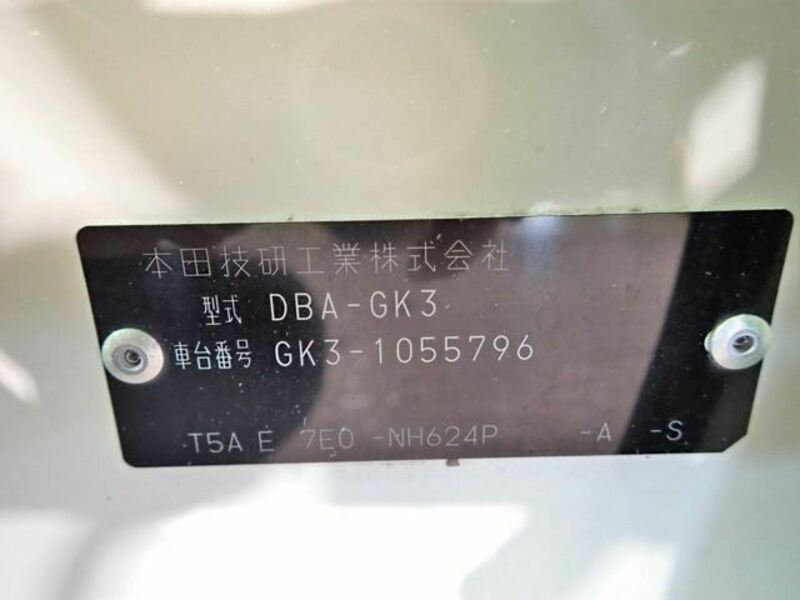 本田技研工業株式会社
型式 DBA-GK3
車台番号 GK3-1055796
T5A E 7E0 -NH624P -A -S